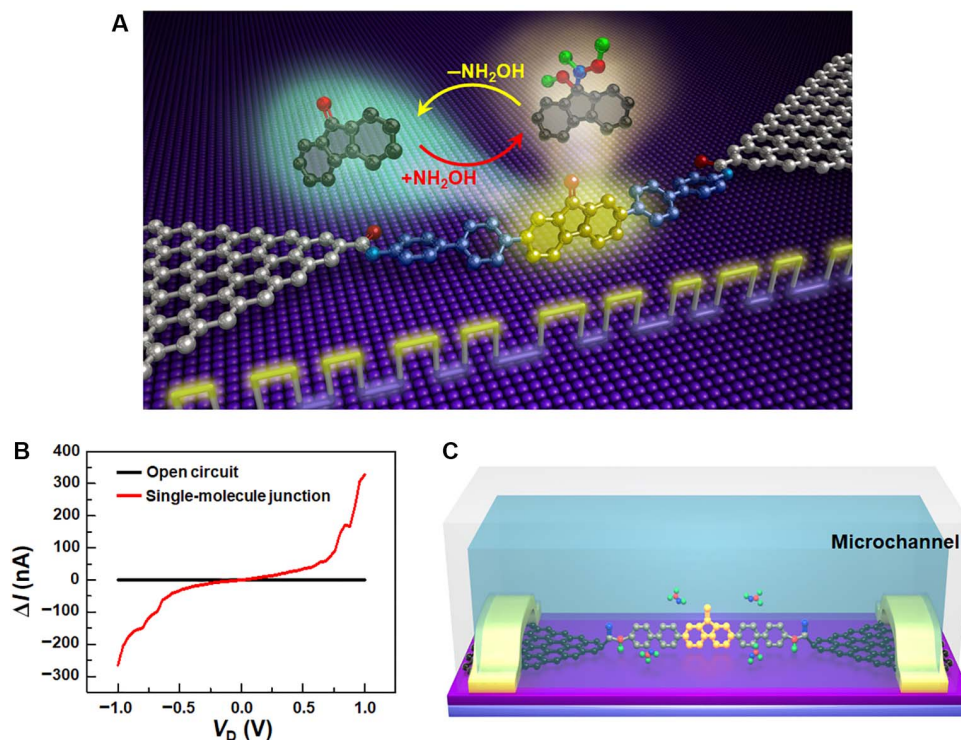 A
–NH₂OH
+NH₂OH
B
400
300
200
100
0
−100
−200
−300
ΔI (nA)
Open circuit
Single-molecule junction
−1.0
−0.5
0.0
0.5
1.0
V_D (V)
C
Microchannel